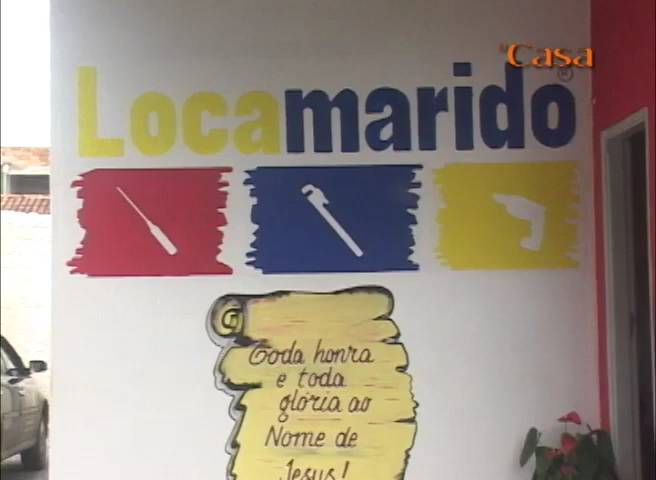 Casa
Locamarido
®
Toda honra
e toda
glória ao
Nome de
Jesus!